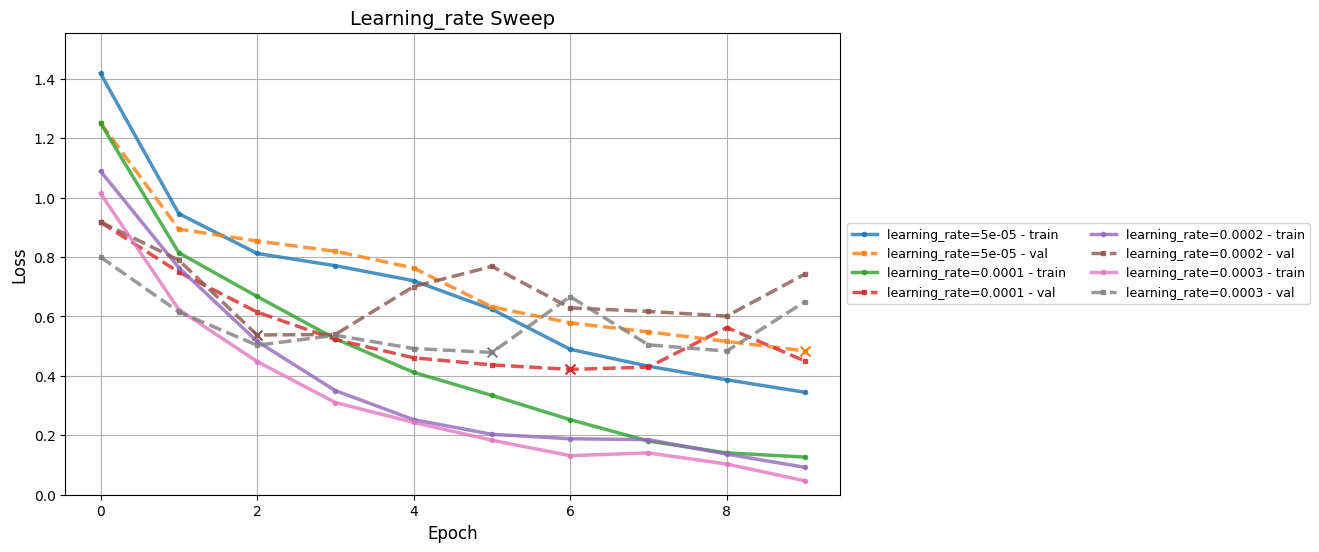 Learning_rate Sweep
Loss
1.4
1.2
1.0
0.8
0.6
0.4
0.2
0.0
0 2 4 6 8
Epoch
learning_rate=5e-05 - train
learning_rate=5e-05 - val
learning_rate=0.0001 - train
learning_rate=0.0001 - val
learning_rate=0.0002 - train
learning_rate=0.0002 - val
learning_rate=0.0003 - train
learning_rate=0.0003 - val